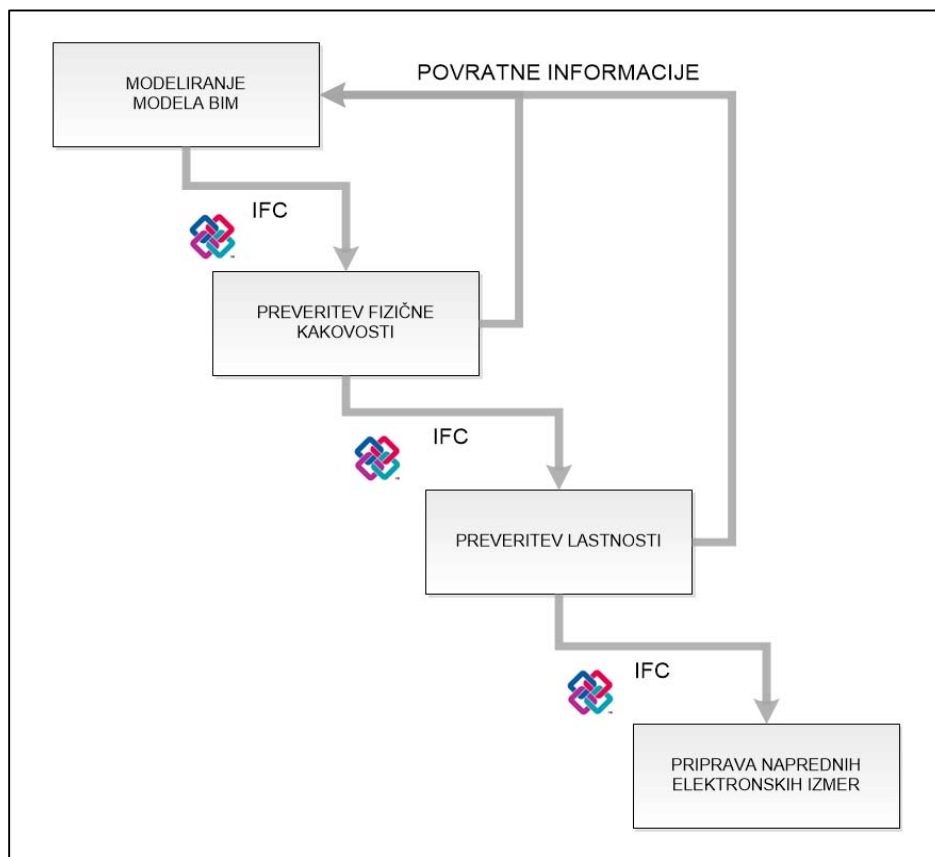 MODELIRANJE
MODELA BIM
POVRATNE INFORMACIJE
IFC
PREVERITEV FIZIČNE
KAKOVOSTI
IFC
PREVERITEV LASTNOSTI
IFC
PRIPRAVA NAPREDNIH
ELEKTRONSKIH IZMER